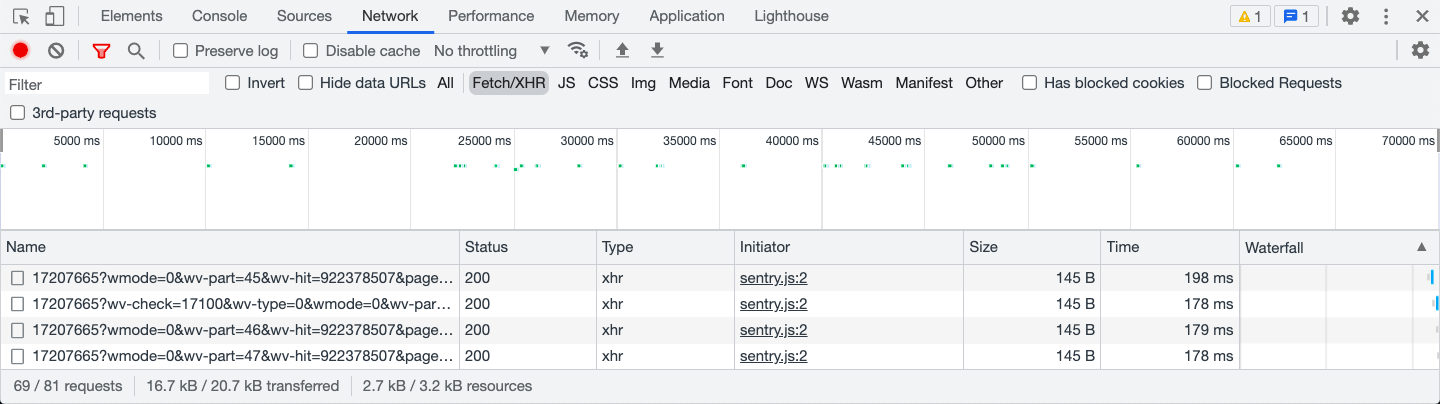 Elements Console Sources Network Performance Memory Application Lighthouse 1 1
Preserve log Disable cache No throttling
Filter Invert Hide data URLs All Fetch/XHR JS CSS Img Media Font Doc WS Wasm Manifest Other Has blocked cookies Blocked Requests
3rd-party requests
5000 ms 10000 ms 15000 ms 20000 ms 25000 ms 30000 ms 35000 ms 40000 ms 45000 ms 50000 ms 55000 ms 60000 ms 65000 ms 70000 ms
Name Status Type Initiator Size Time Waterfall
17207665?wmode=0&wv-part=45&wv-hit=922378507&page… 200 xhr sentry.js:2 145 B 198 ms
17207665?wv-check=17100&wv-type=0&wmode=0&wv-par… 200 xhr sentry.js:2 145 B 178 ms
17207665?wmode=0&wv-part=46&wv-hit=922378507&page… 200 xhr sentry.js:2 145 B 179 ms
17207665?wmode=0&wv-part=47&wv-hit=922378507&page… 200 xhr sentry.js:2 145 B 178 ms
69 / 81 requests 16.7 kB / 20.7 kB transferred 2.7 kB / 3.2 kB resources